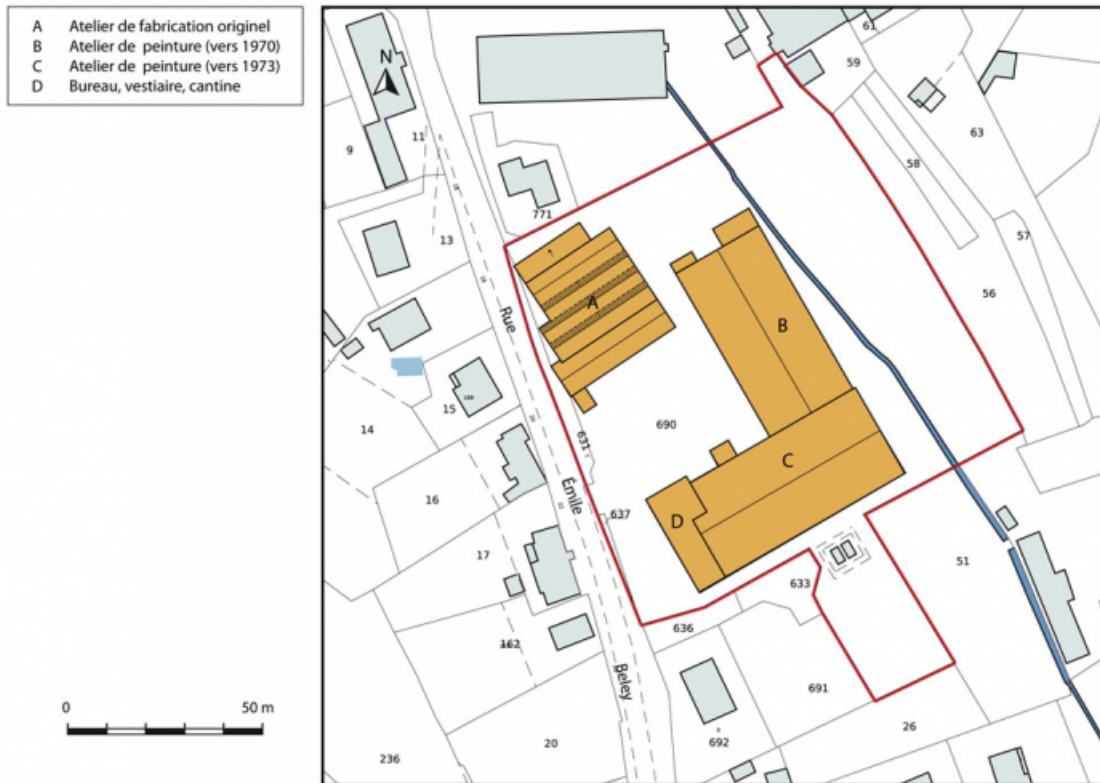 A Atelier de fabrication originel
B Atelier de peinture (vers 1970)
C Atelier de peinture (vers 1973)
D Bureau, vestiaire, cantine
N
61
59
63
9
11
58
771
13
57
56
A
Rue
B
15
188
14
690
631
C
16
Émile
637
D
17
51
633
636
162
Beley
691
26
692
20
236
0 50 m